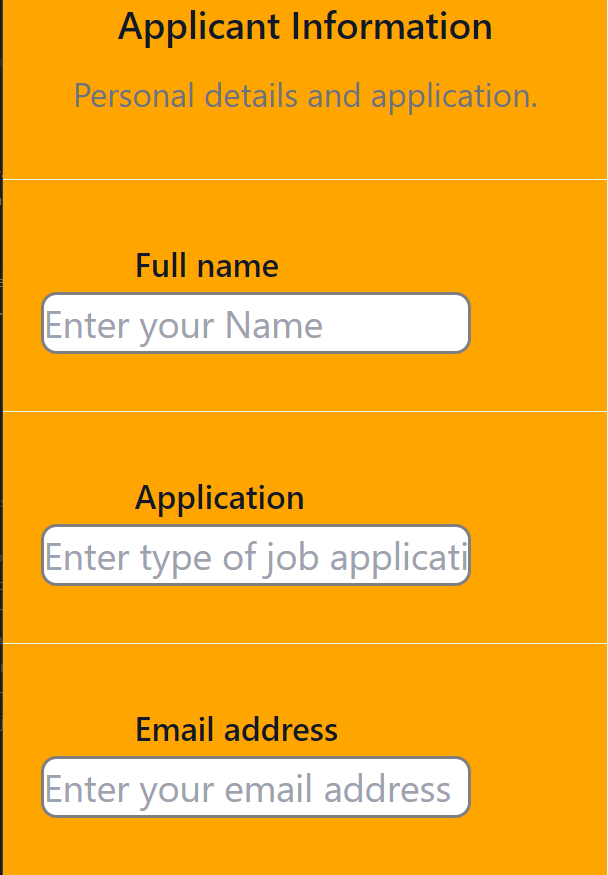 Applicant Information
Personal details and application.
Full name
Enter your Name
Application
Enter type of job applicati
Email address
Enter your email address